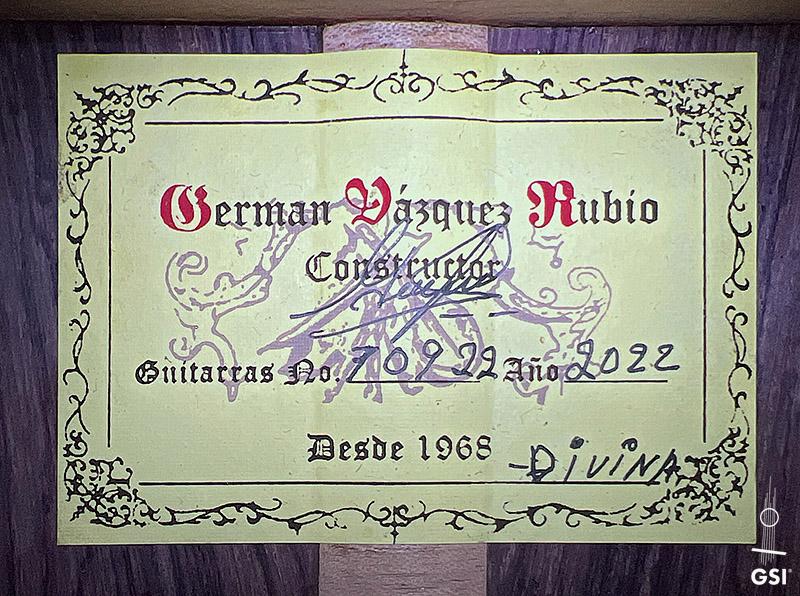 German Vázquez Rubio
Constructor
Guitarras No. 70922 Año 2022
Desde 1968 -DiViNA
GSI